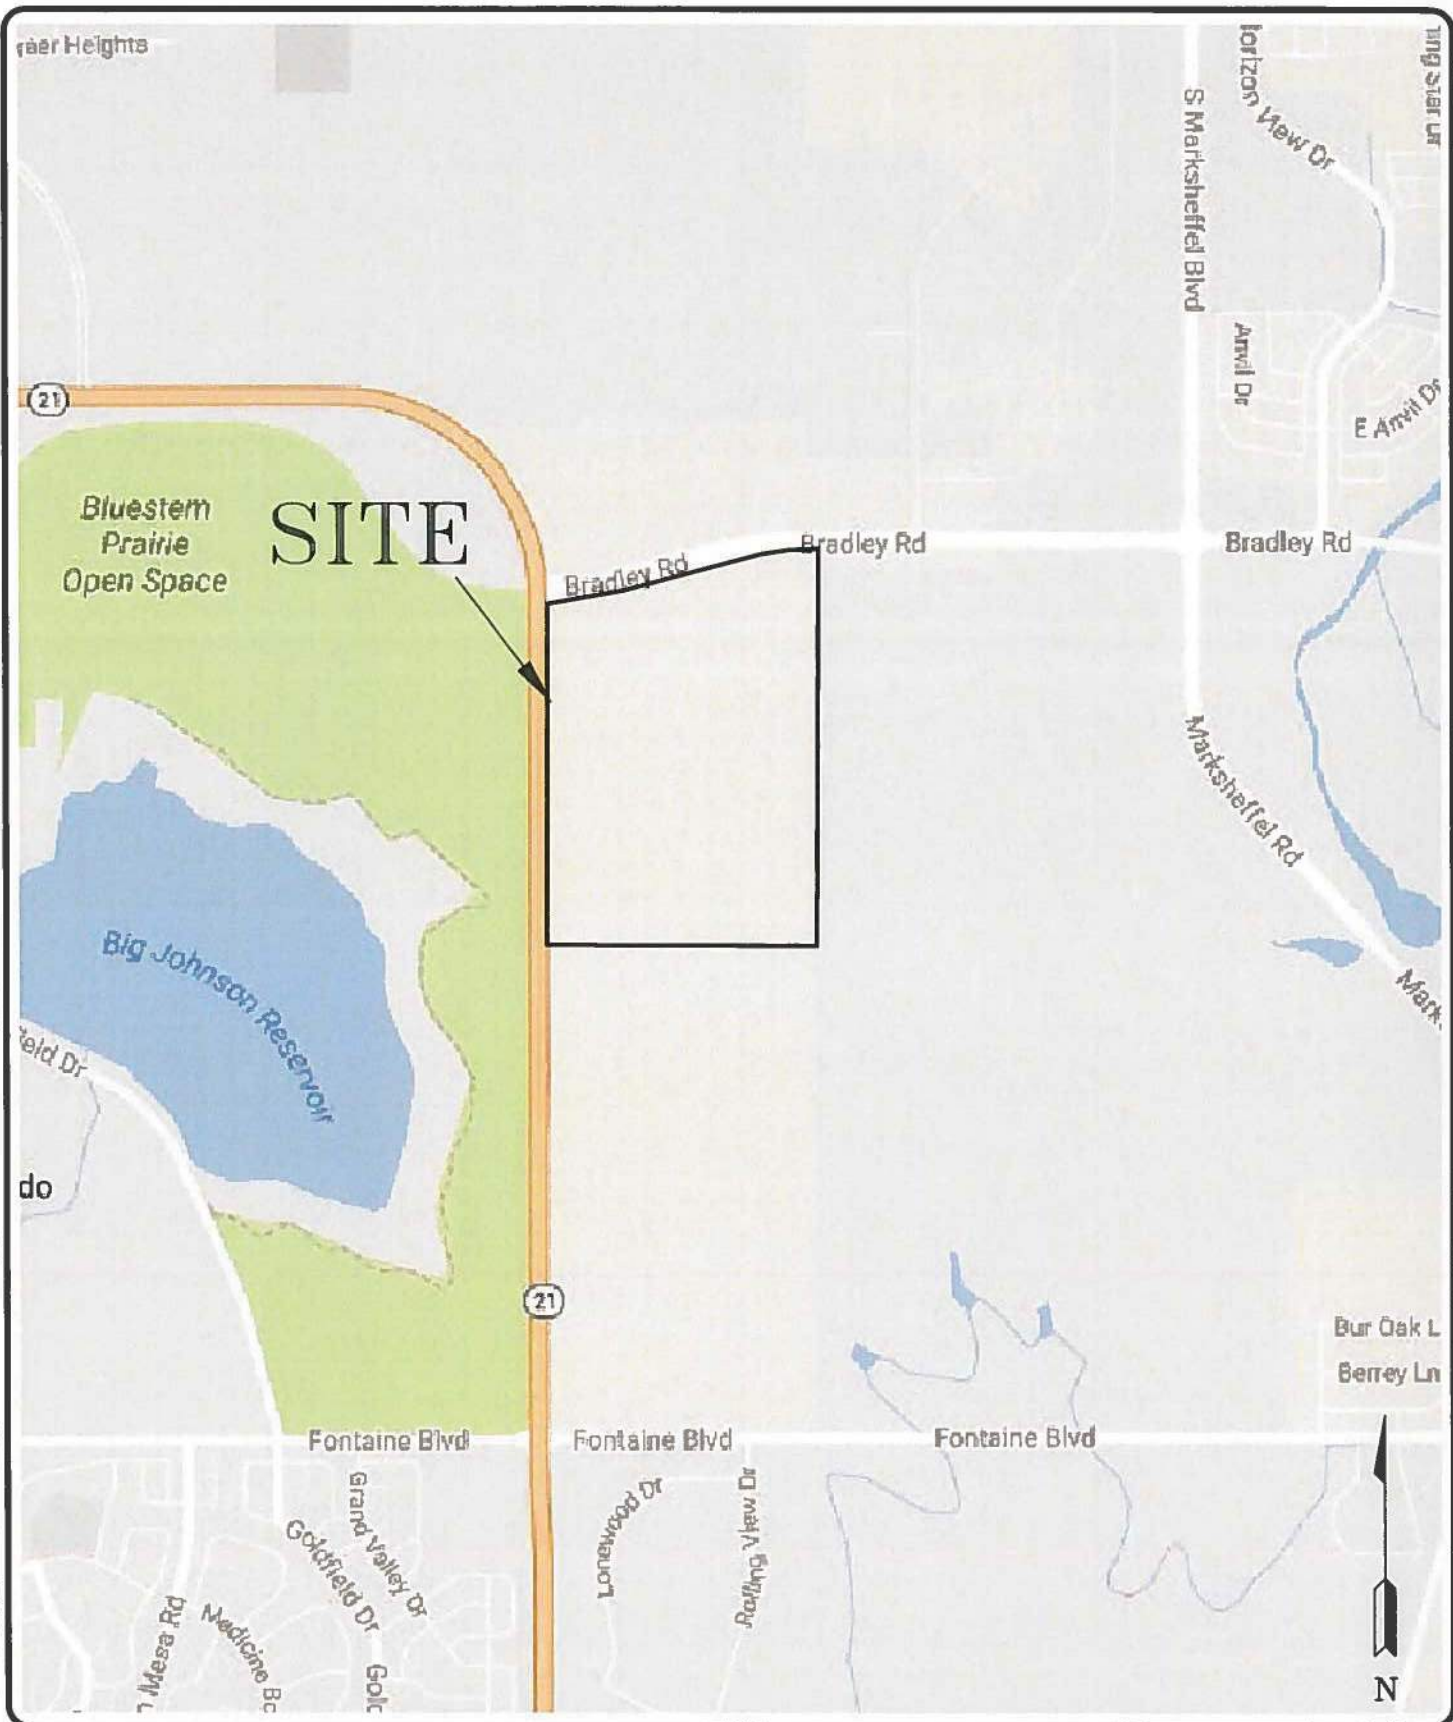 S Marksheffel Blvd
Anvil Dr
E Anvil Dr
21
Bluestem
Prairie
Open Space
SITE
Bradley Rd
Bradley Rd
Bradley Rd
Marksheffel Rd
Big Johnson Reservoir
do
21
Bur Oak L
Berrey Ln
Fontaine Blvd
Fontaine Blvd
Fontaine Blvd
Grand Valley Dr
Goldfield Dr
Lonewood Dr
Rolling View Dr
Mesa Rd
Medicine Bo
N